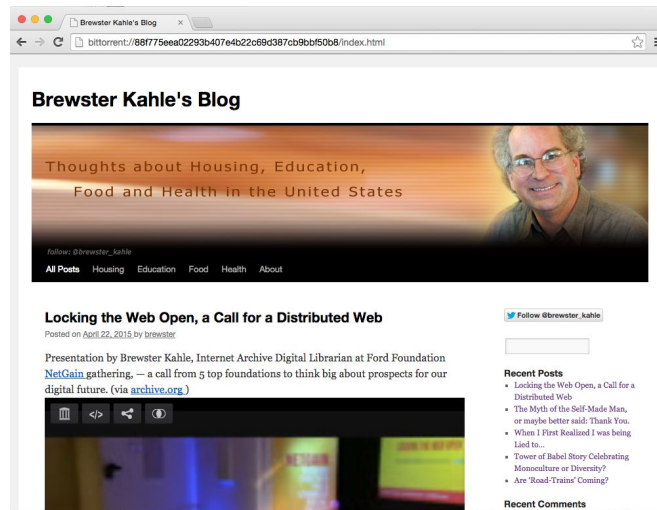 Brewster Kahle's Blog
bittorrent://88f775eea02293b407e4b22c69d387cb9bbf50b8/index.html
Brewster Kahle's Blog
Thoughts about Housing, Education,
Food and Health in the United States
follow: @brewster_kahle
All Posts Housing Education Food Health About
Locking the Web Open, a Call for a Distributed Web
Posted on April 22, 2015 by brewster
Presentation by Brewster Kahle, Internet Archive Digital Librarian at Ford Foundation
NetGain gathering, — a call from 5 top foundations to think big about prospects for our
digital future. (via archive.org )
</> 
NETGAIN
LOCKING THE WEB OPEN
Follow @brewster_kahle
Recent Posts
Locking the Web Open, a Call for a
Distributed Web
The Myth of the Self-Made Man,
or maybe better said: Thank You.
When I First Realized I was being
Lied to...
Tower of Babel Story Celebrating
Monoculture or Diversity?
Are 'Road-Trains' Coming?
Recent Comments